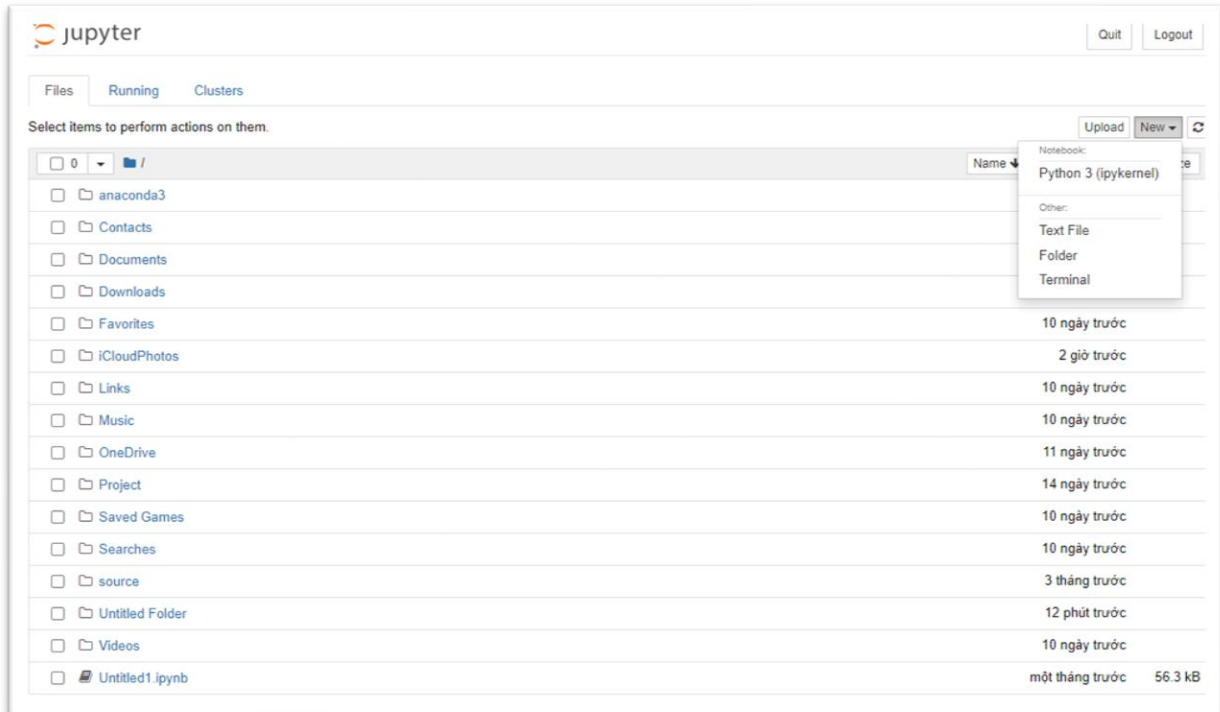 jupyter
Quit Logout
Files Running Clusters
Select items to perform actions on them.
Upload New
0 / Name
Notebook:
Python 3 (ipykernel)
Other:
Text File
Folder
Terminal
anaconda3
Contacts
Documents
Downloads
Favorites 10 ngày trước
iCloudPhotos 2 giờ trước
Links 10 ngày trước
Music 10 ngày trước
OneDrive 11 ngày trước
Project 14 ngày trước
Saved Games 10 ngày trước
Searches 10 ngày trước
source 3 tháng trước
Untitled Folder 12 phút trước
Videos 10 ngày trước
Untitled1.ipynb một tháng trước 56.3 kB